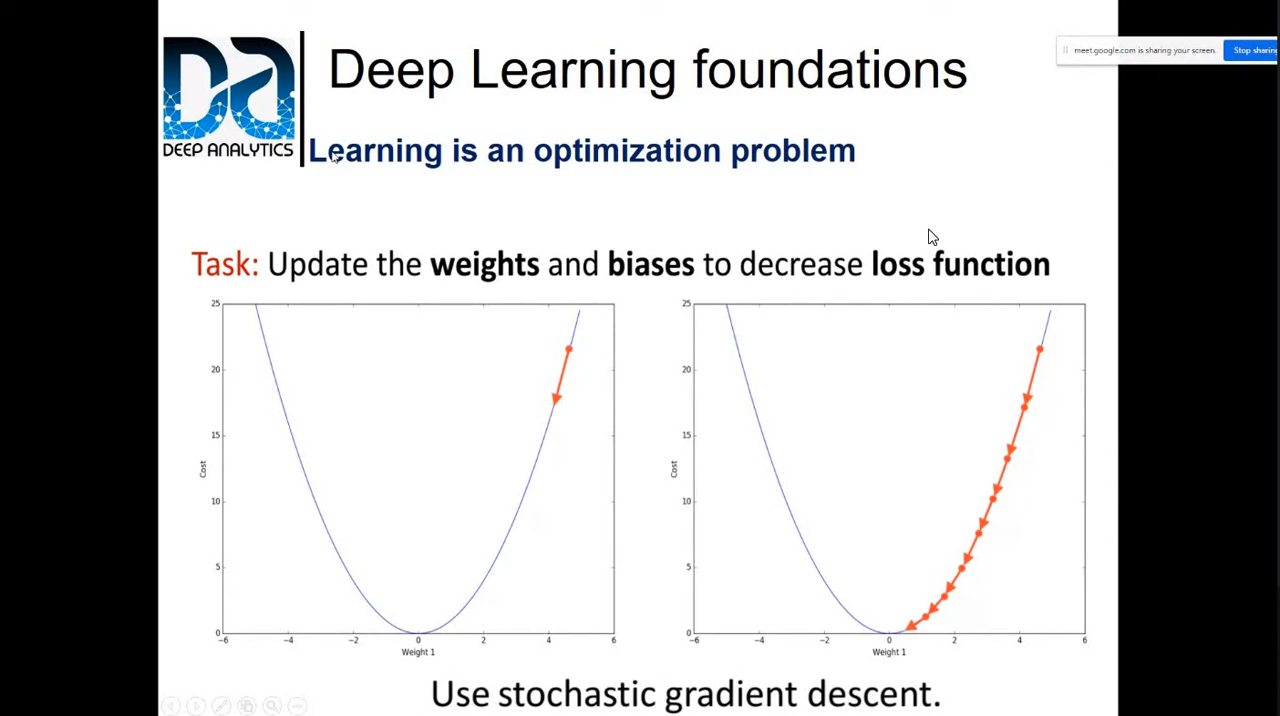 Deep Learning foundations
meet.google.com is sharing your screen.
Stop sharing
DEEP ANALYTICS
Learning is an optimization problem
Task: Update the weights and biases to decrease loss function
25
20
15
10
5
0
Cost
−6 −4 −2 0 2 4 6
Weight 1
25
20
15
10
5
0
Cost
−6 −4 −2 0 2 4 6
Weight 1
Use stochastic gradient descent.